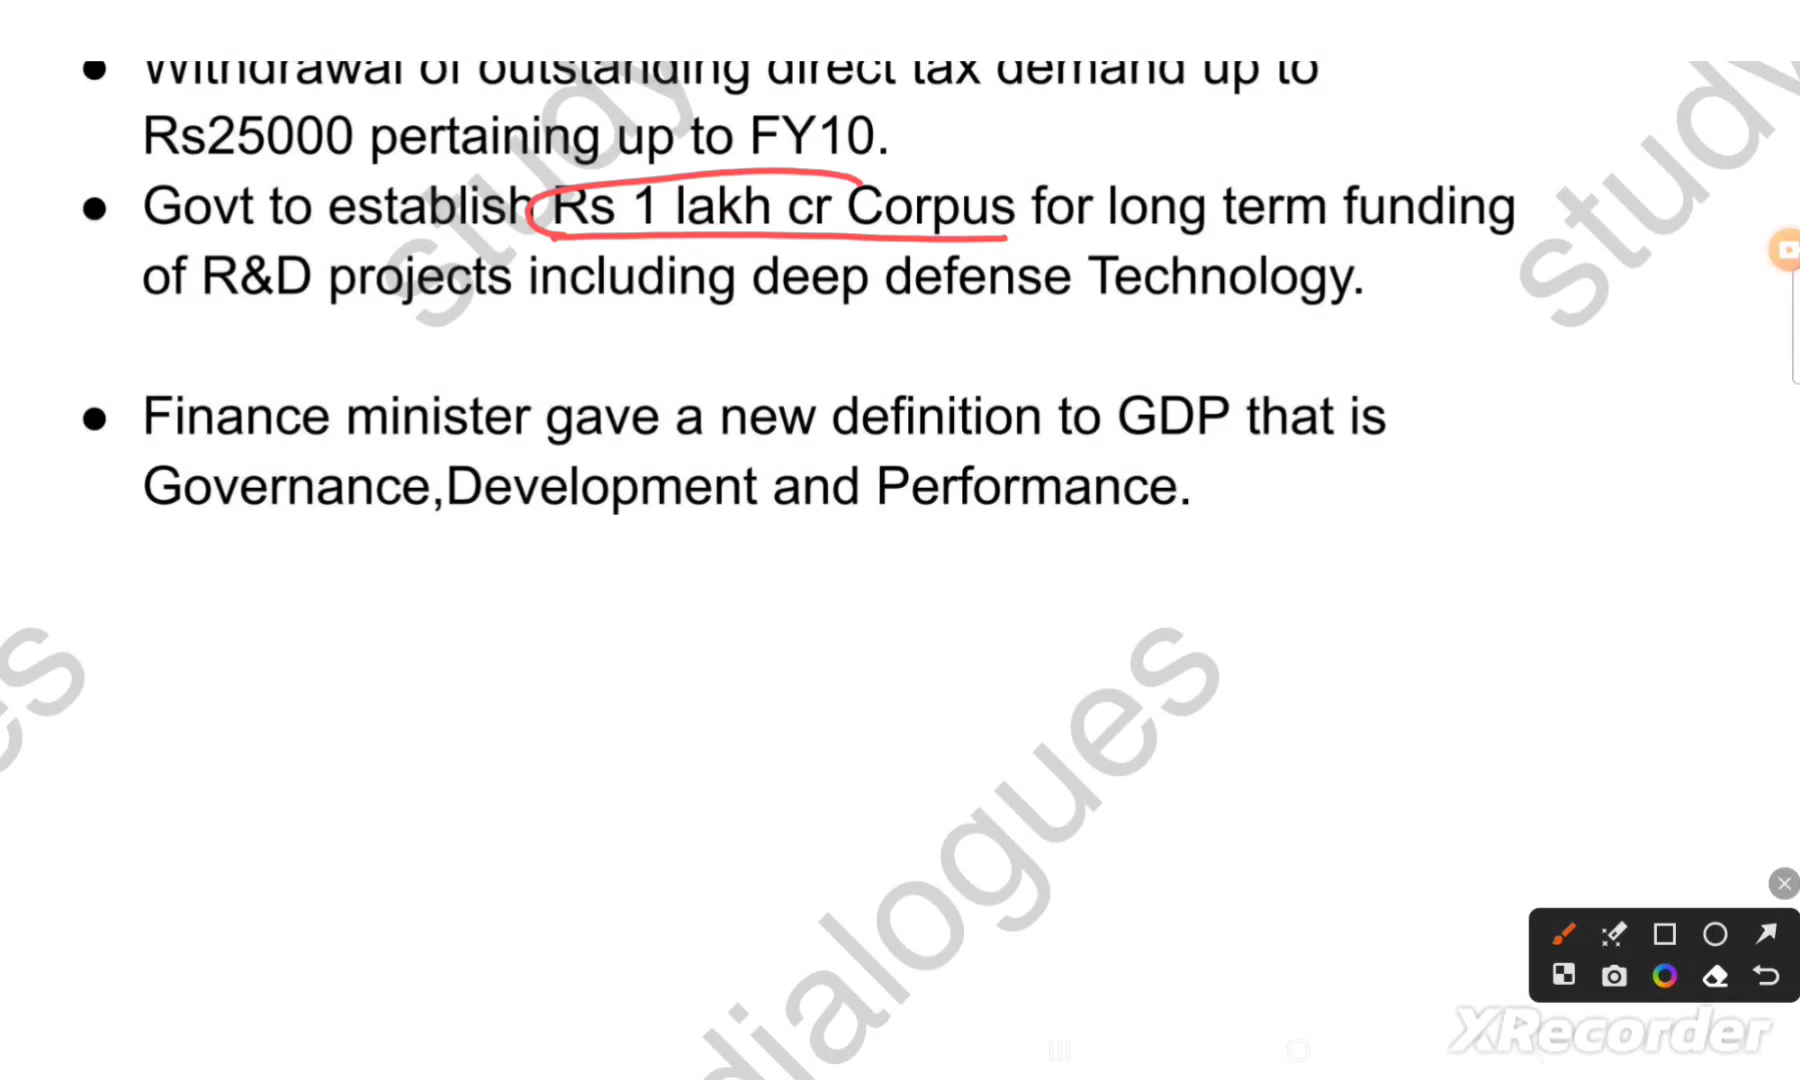 Withdrawal of outstanding direct tax demand up to
Rs25000 pertaining up to FY10.
Govt to establish Rs 1 lakh cr Corpus for long term funding
of R&D projects including deep defense Technology.
Finance minister gave a new definition to GDP that is
Governance,Development and Performance.
study
study
es
dialogues
XRecorder